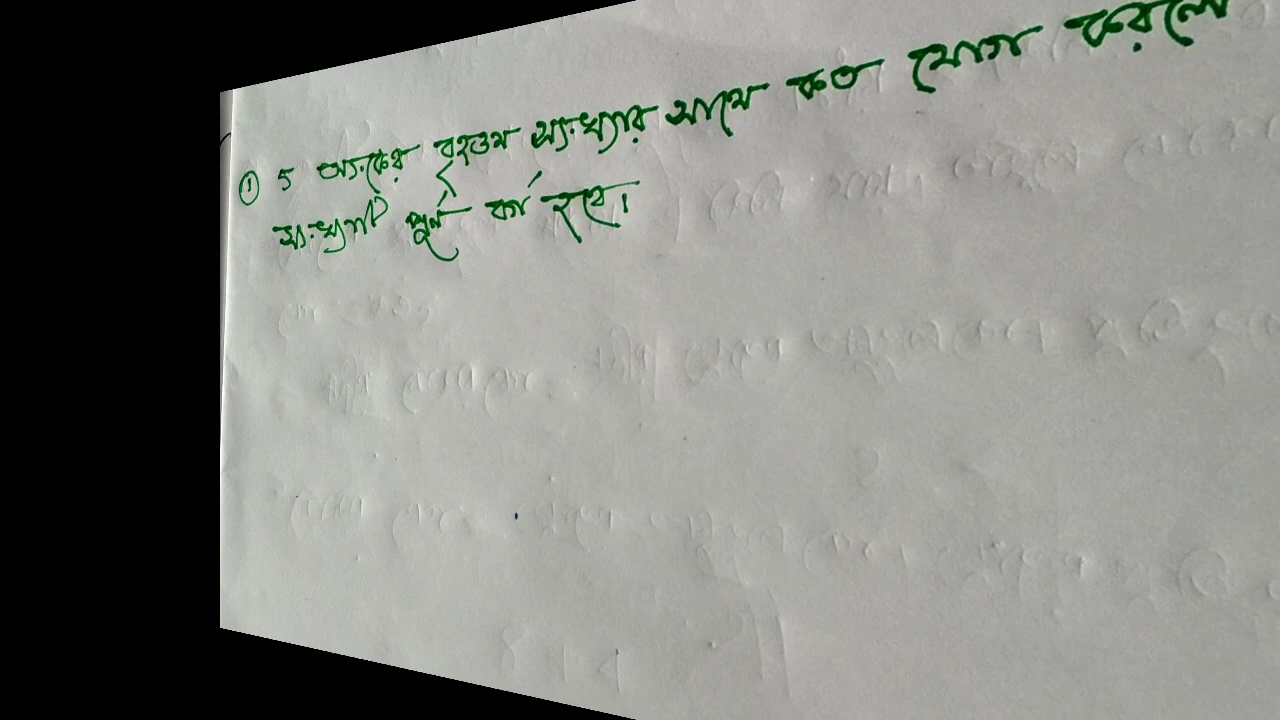 ① 5 অংকের বৃহত্তম সংখ্যার সাথে কত যোগ করলে
সংখ্যাটি পূর্ন বর্গ হবে।